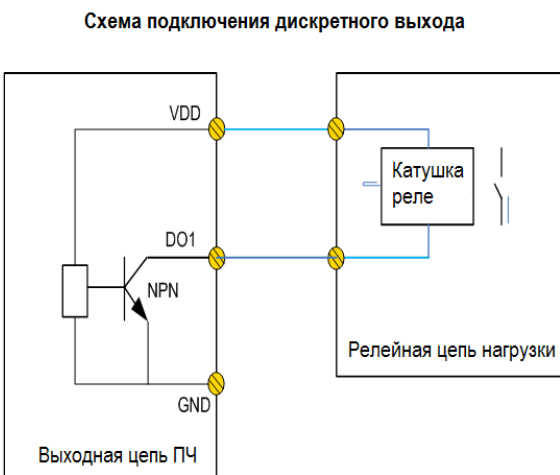 Схема подключения дискретного выхода
VDD
Катушка
реле
DO1
NPN
Релейная цепь нагрузки
GND
Выходная цепь ПЧ